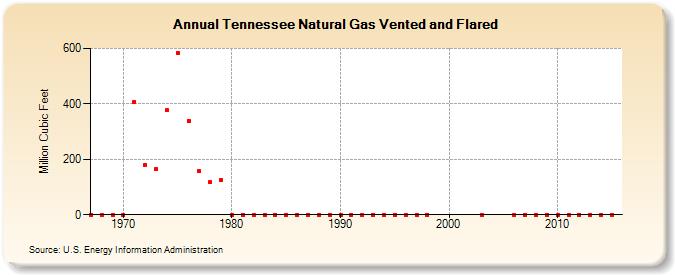 Annual Tennessee Natural Gas Vented and Flared
Million Cubic Feet
600
400
200
0
1970 1980 1990 2000 2010
Source: U.S. Energy Information Administration